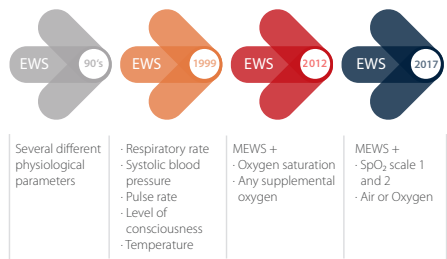 EWS 90's
EWS 1999
EWS 2012
EWS 2017
Several different
physiological
parameters
· Respiratory rate
· Systolic blood
pressure
· Pulse rate
· Level of
consciousness
· Temperature
MEWS +
· Oxygen saturation
· Any supplemental
oxygen
MEWS +
· SpO₂ scale 1
and 2
· Air or Oxygen